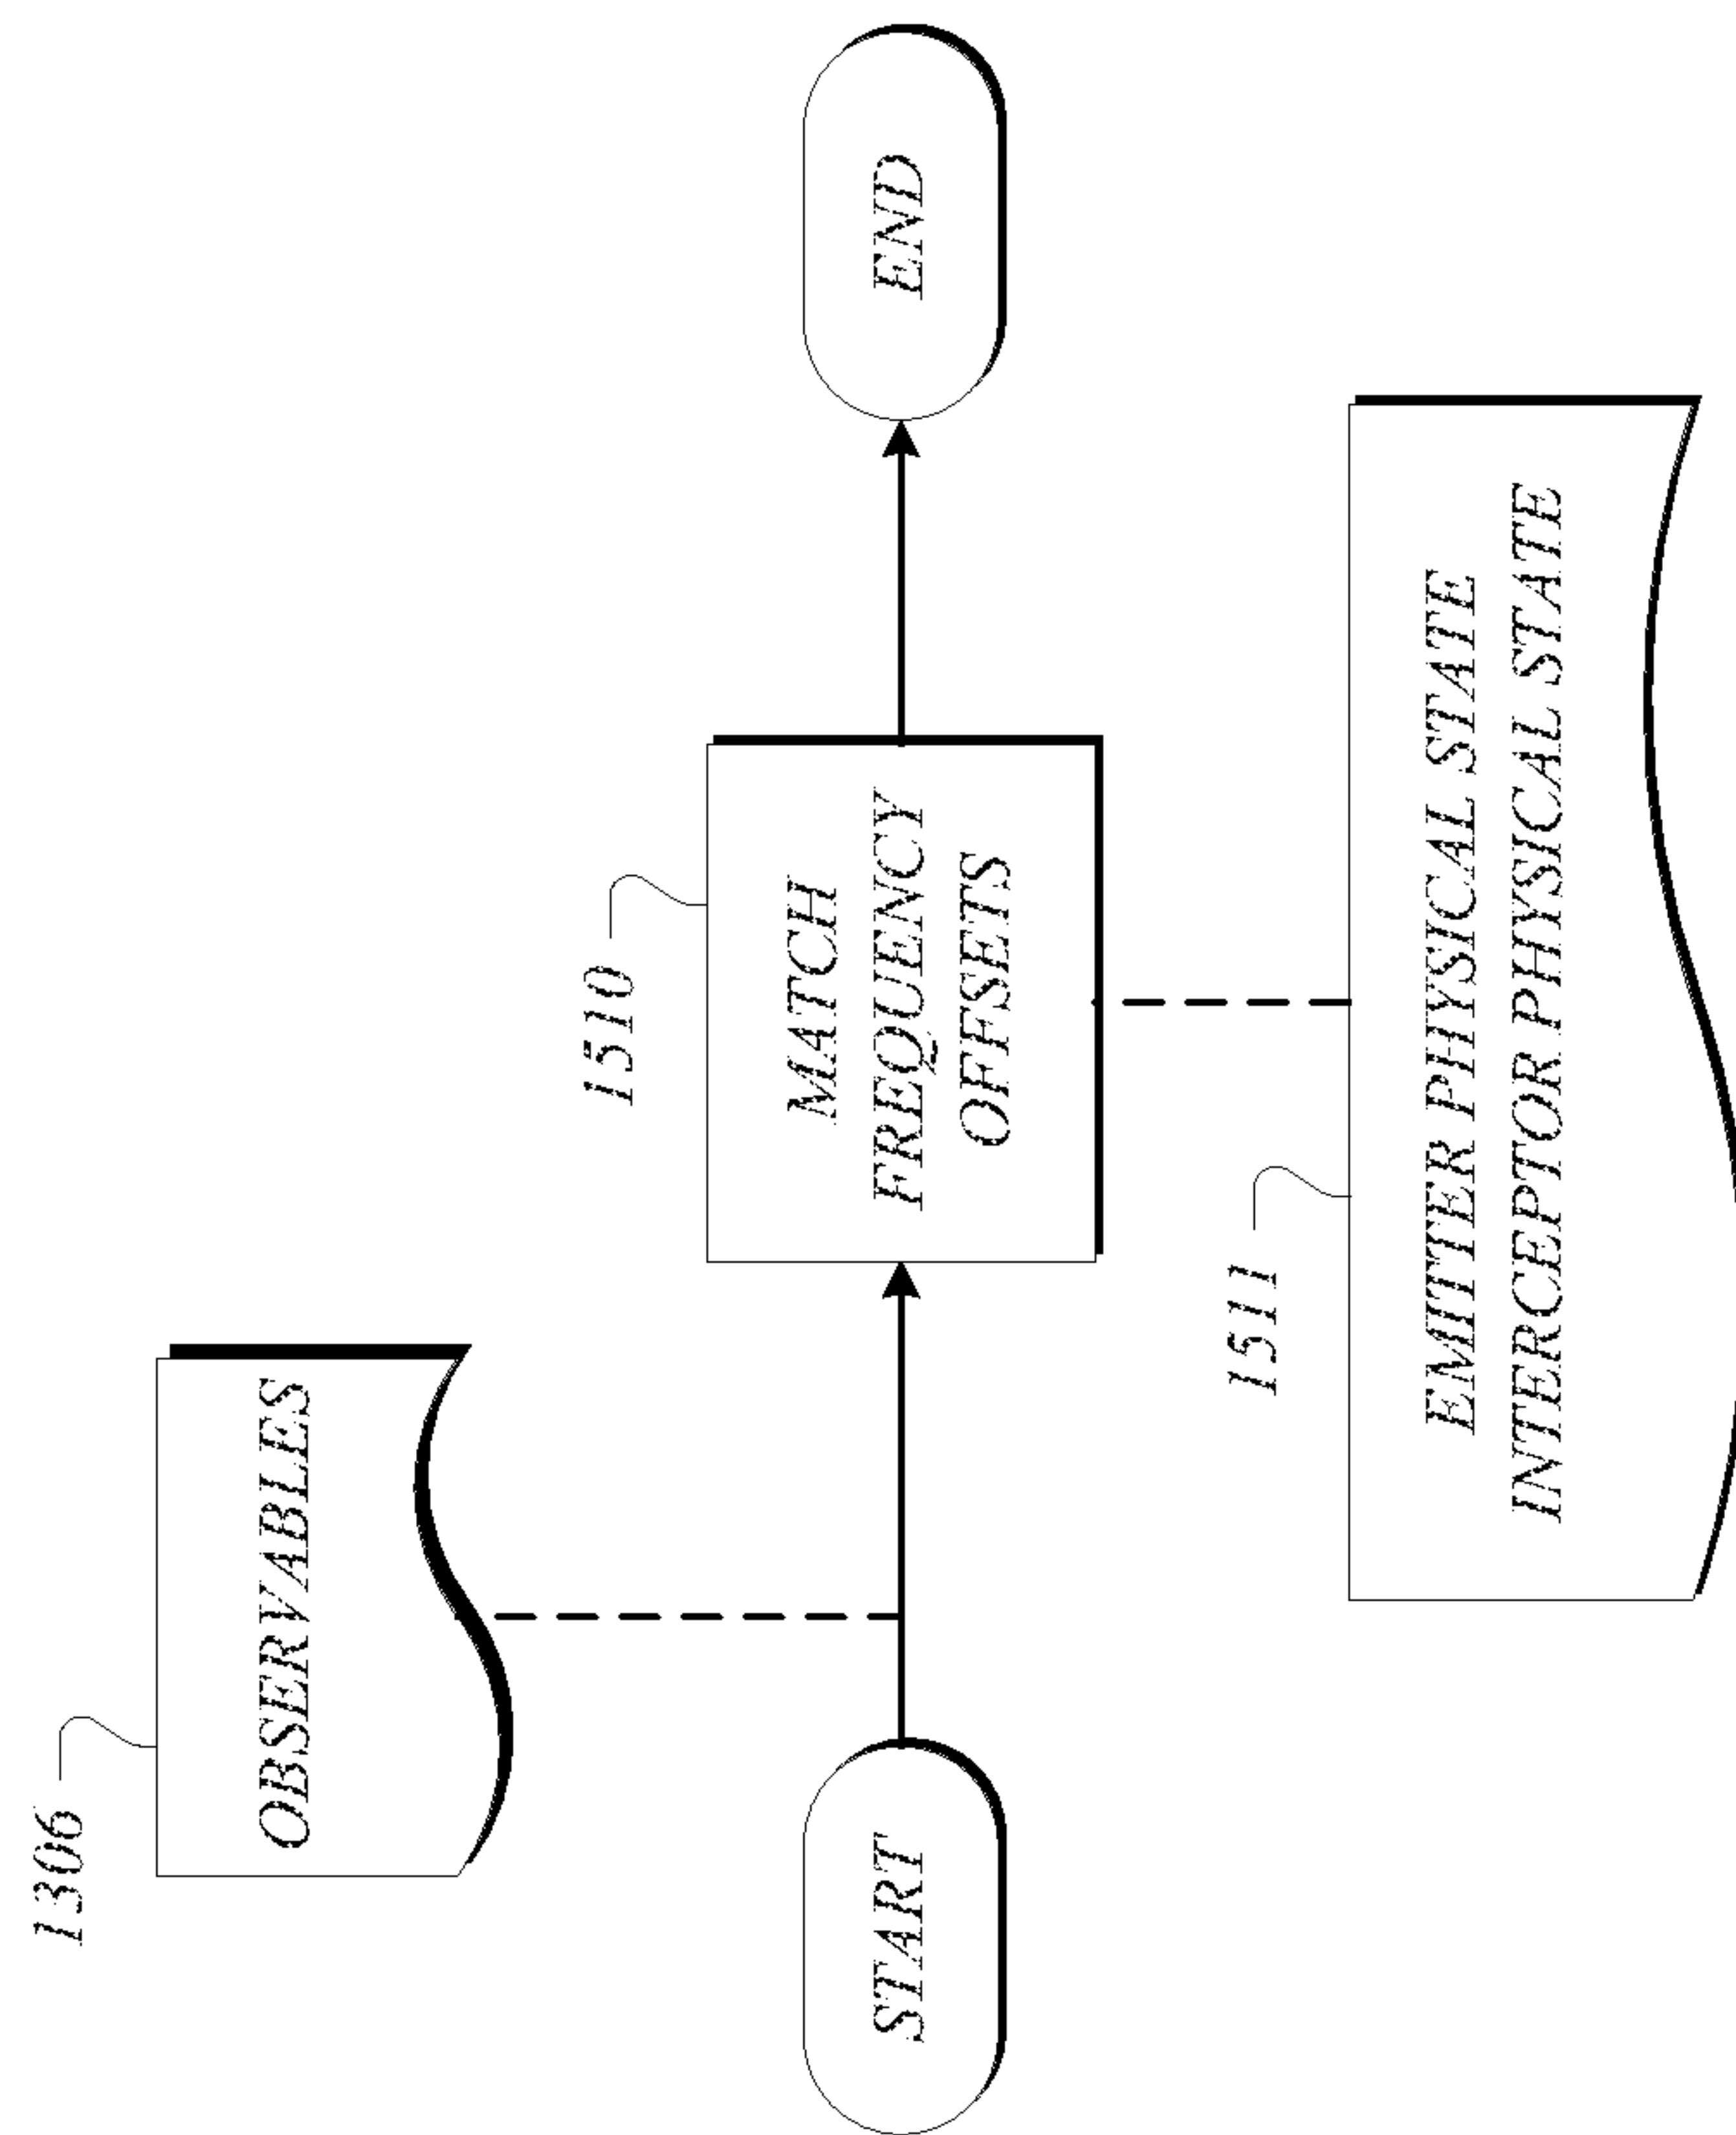 1306
OBSERVABLES
START
1510
MATCH
FREQUENCY
OFFSETS
END
1511
EMITTER PHYSICAL STATE
INTERCEPTOR PHYSICAL STATE